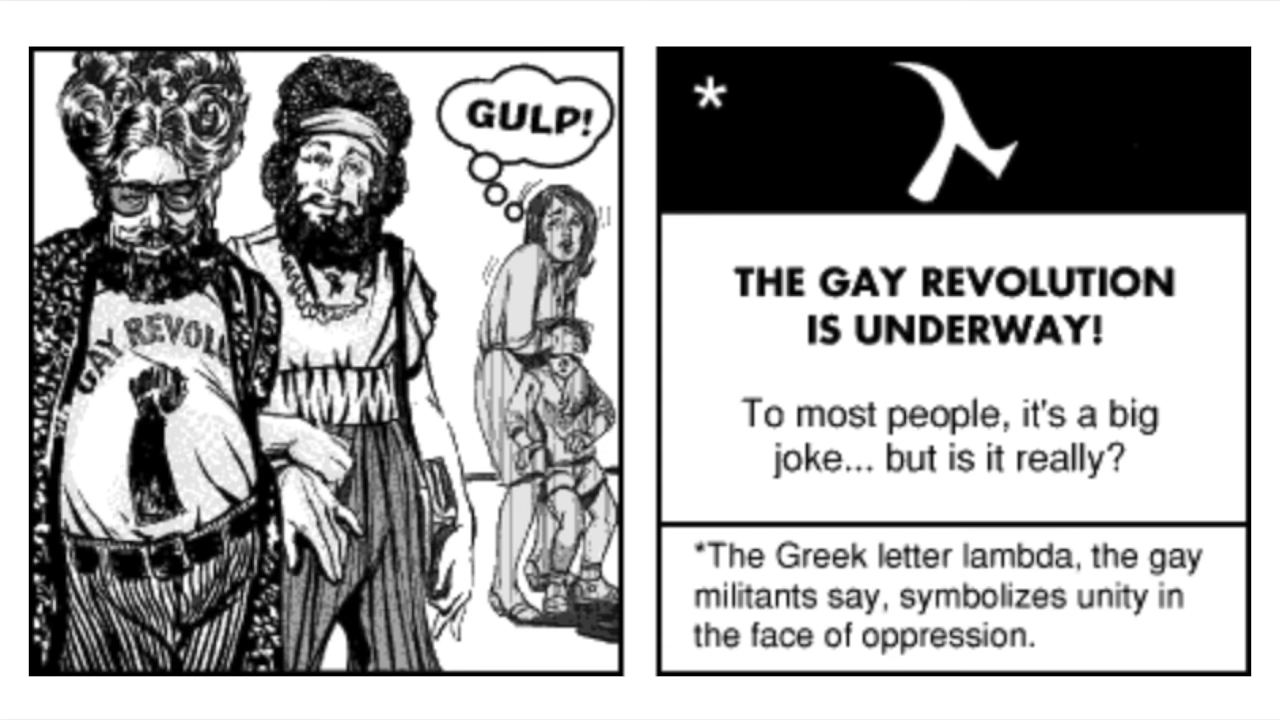 GULP!
GAY REVOLU
*
λ
THE GAY REVOLUTION
IS UNDERWAY!
To most people, it's a big
joke... but is it really?
*The Greek letter lambda, the gay
militants say, symbolizes unity in
the face of oppression.